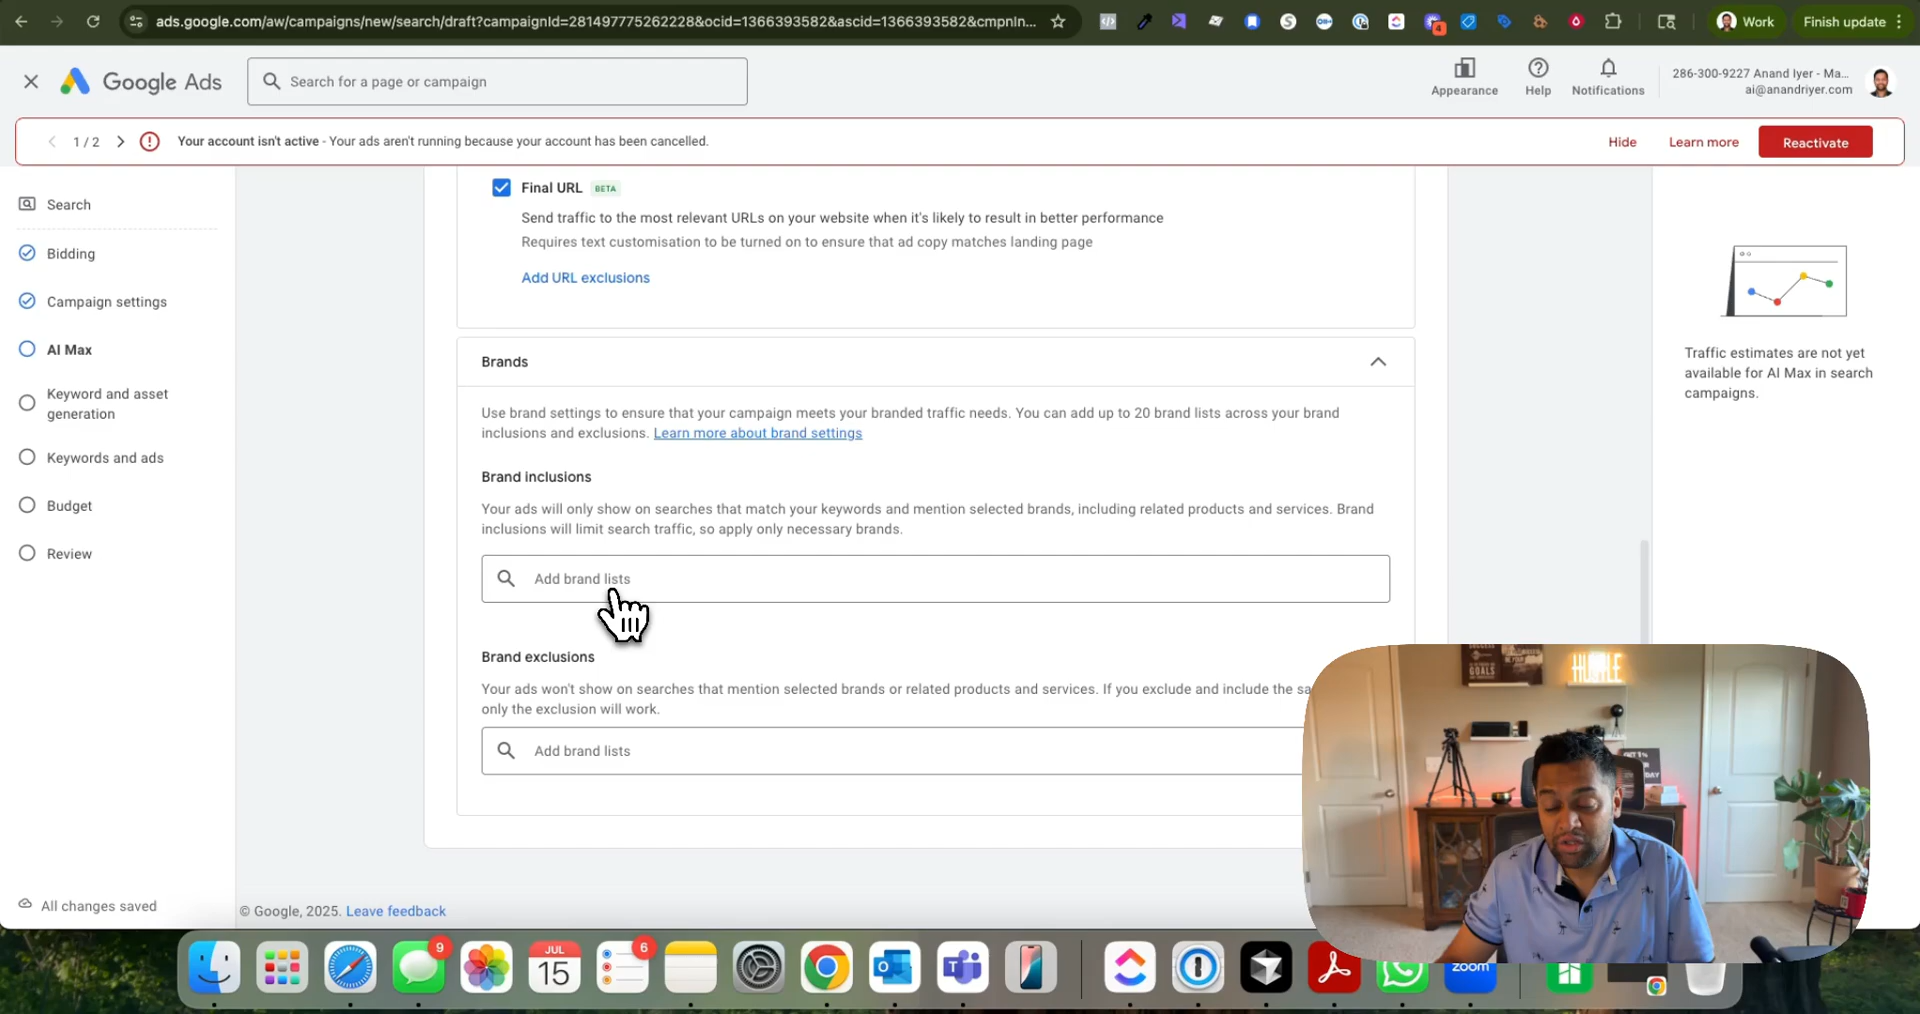 ads.google.com/aw/campaigns/new/search/draft?campaignId=281497775262228&ocid=1366393582&ascid=1366393582&cmpnIn...
4
Work
Finish update
Google Ads
Search for a page or campaign
Appearance
Help
Notifications
286-300-9227 Anand Iyer - Ma...
ai@anandriyer.com
1 / 2
Your account isn't active - Your ads aren't running because your account has been cancelled.
Hide
Learn more
Reactivate
Search
Bidding
Campaign settings
AI Max
Keyword and asset
generation
Keywords and ads
Budget
Review
All changes saved
Final URL BETA
Send traffic to the most relevant URLs on your website when it's likely to result in better performance
Requires text customisation to be turned on to ensure that ad copy matches landing page
Add URL exclusions
Brands
Use brand settings to ensure that your campaign meets your branded traffic needs. You can add up to 20 brand lists across your brand
inclusions and exclusions. Learn more about brand settings
Brand inclusions
Your ads will only show on searches that match your keywords and mention selected brands, including related products and services. Brand
inclusions will limit search traffic, so apply only necessary brands.
Add brand lists
Brand exclusions
Your ads won't show on searches that mention selected brands or related products and services. If you exclude and include the sa
only the exclusion will work.
Add brand lists
Traffic estimates are not yet
available for AI Max in search
campaigns.
© Google, 2025. Leave feedback
GOALS
HUSTLE
9
JUL
15
6
zoom